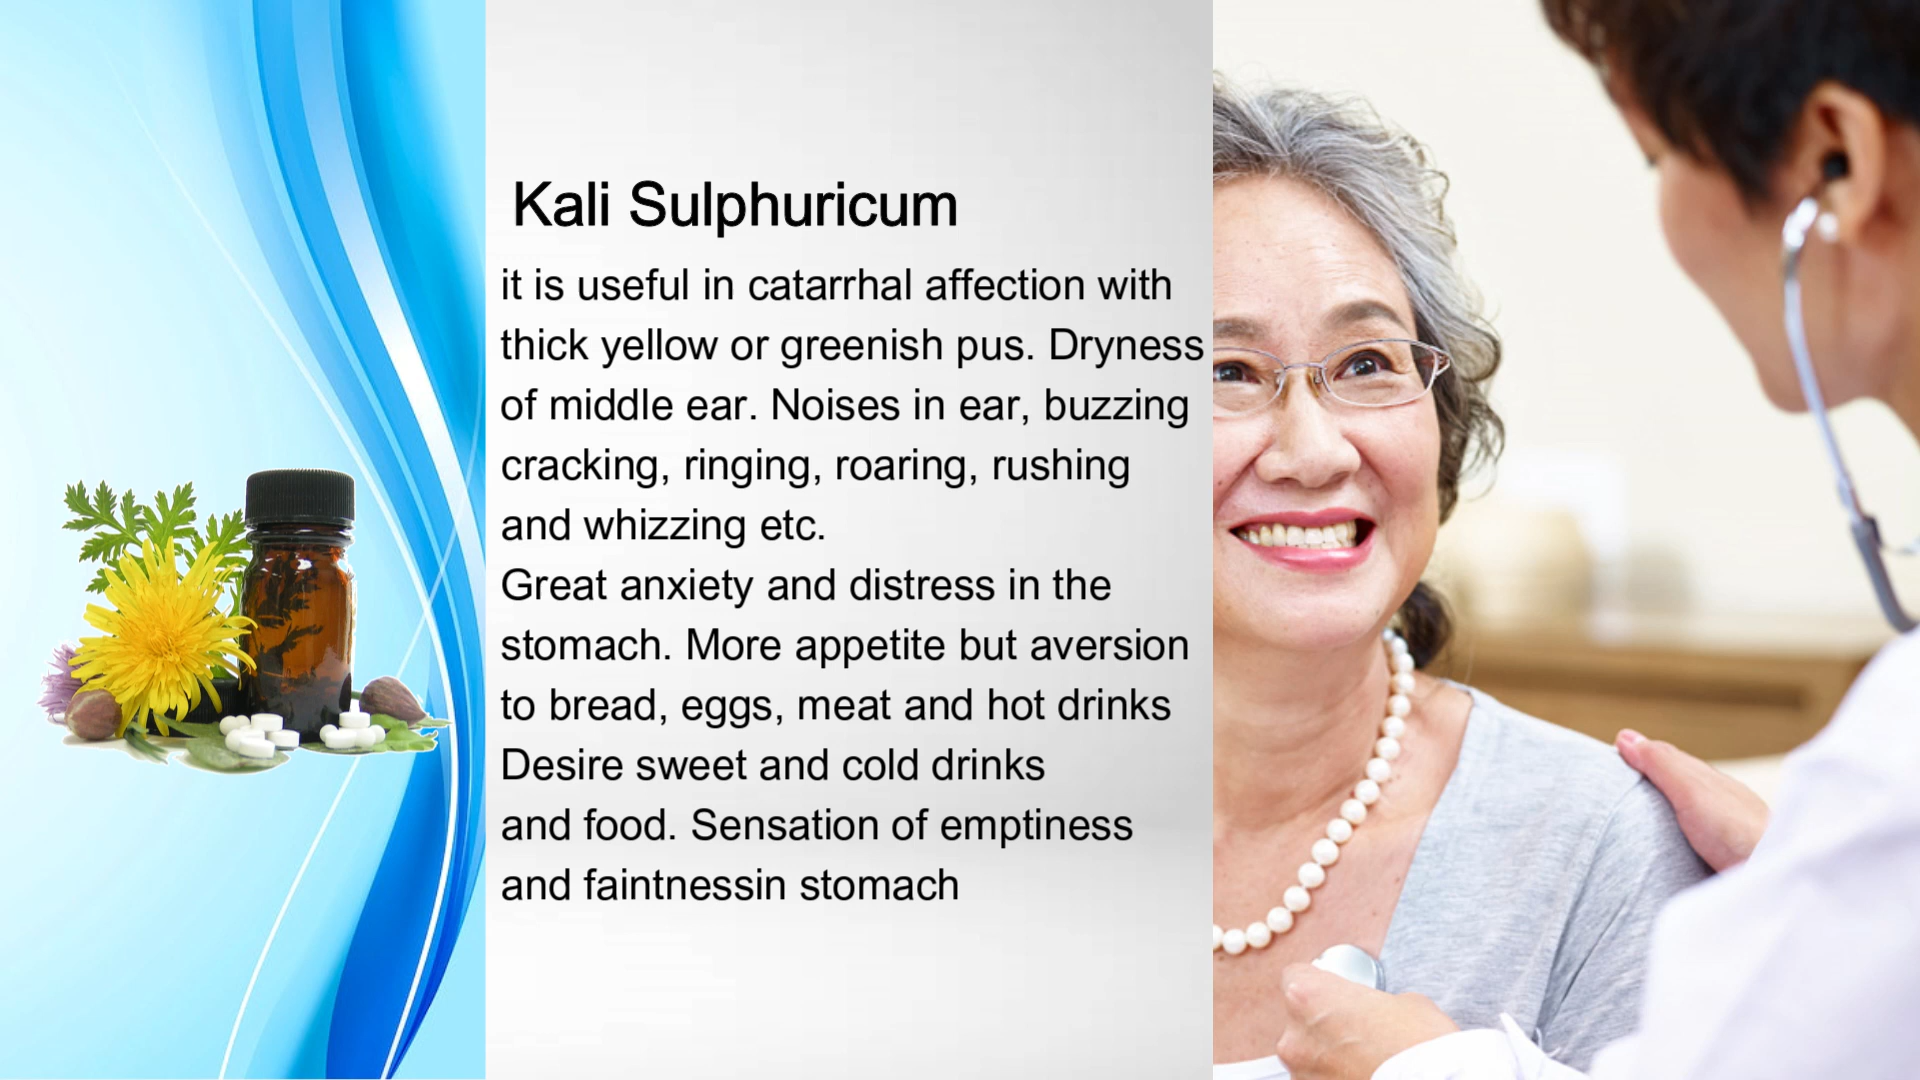 Kali Sulphuricum
it is useful in catarrhal affection with
thick yellow or greenish pus. Dryness
of middle ear. Noises in ear, buzzing
cracking, ringing, roaring, rushing
and whizzing etc.
Great anxiety and distress in the
stomach. More appetite but aversion
to bread, eggs, meat and hot drinks
Desire sweet and cold drinks
and food. Sensation of emptiness
and faintnessin stomach